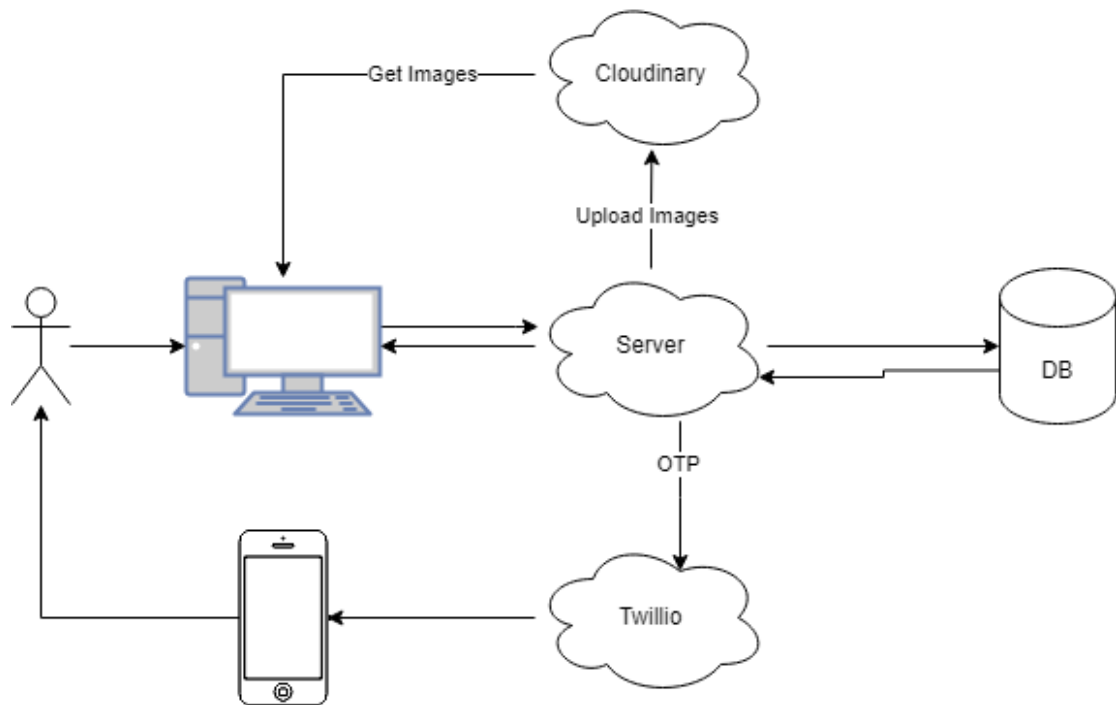 Get Images
Cloudinary
Upload Images
Server
DB
OTP
Twillio